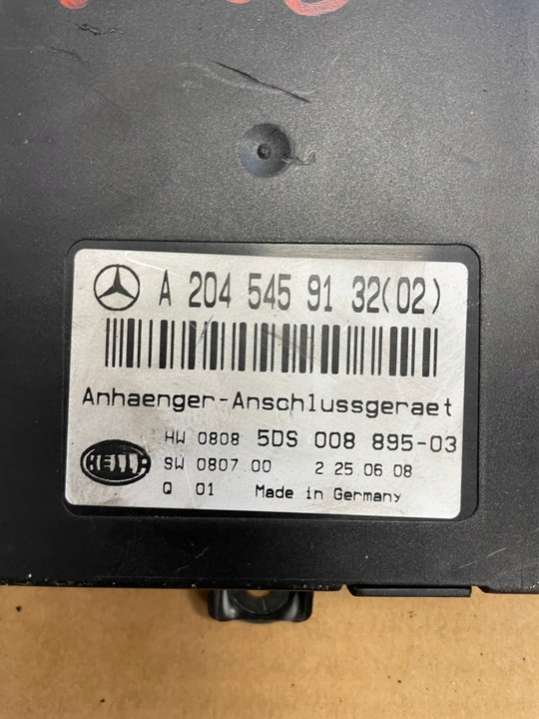 A 204 545 91 32(02)
Anhaenger-Anschlussgeraet
HW 0808 5DS 008 895-03
HELLA SW 0807 00 2 25 06 08
Q 01 Made in Germany